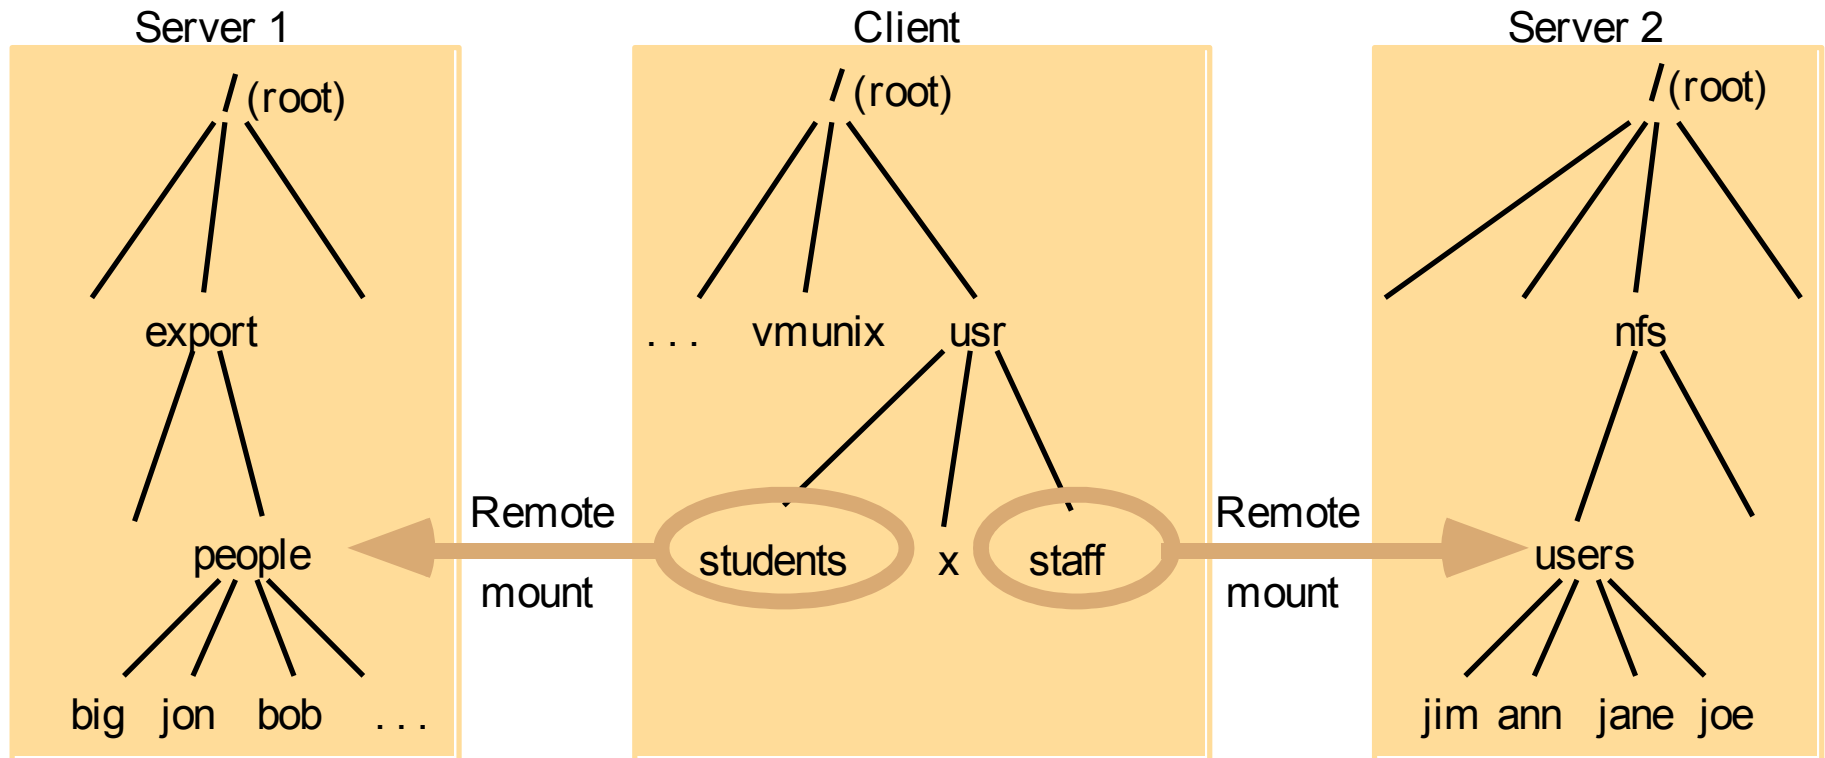 Server 1
Client
Server 2
/ (root)
/ (root)
/ (root)
export
. . .
vmunix
usr
nfs
Remote
mount
Remote
mount
people
students
x
staff
users
big jon bob . . .
jim ann jane joe